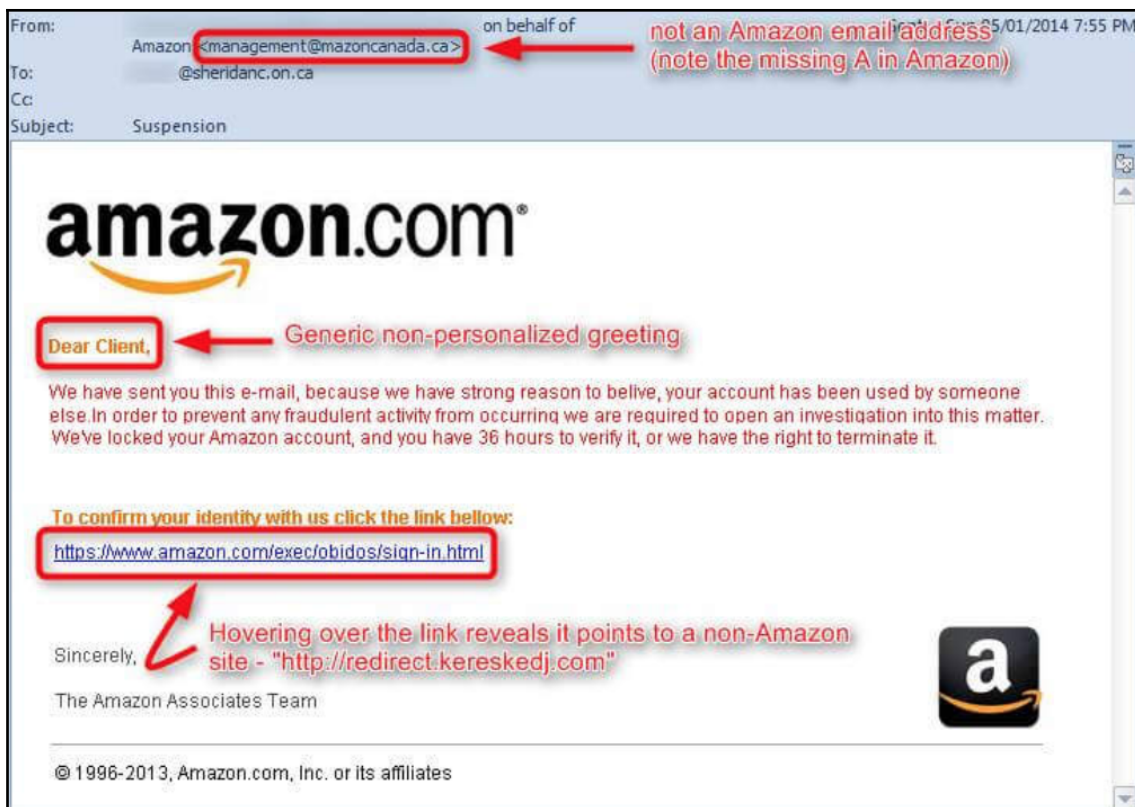 From: on behalf of
Amazon <management@mazoncanada.ca>
not an Amazon email address
(note the missing A in Amazon)
Sun 05/01/2014 7:55 PM
To: @sheridanc.on.ca
Cc:
Subject: Suspension
amazon.com®
Dear Client,
Generic non-personalized greeting
We have sent you this e-mail, because we have strong reason to belive, your account has been used by someone
else.In order to prevent any fraudulent activity from occurring we are required to open an investigation into this matter.
We've locked your Amazon account, and you have 36 hours to verify it, or we have the right to terminate it.
To confirm your identity with us click the link bellow:
https://www.amazon.com/exec/obidos/sign-in.html
Hovering over the link reveals it points to a non-Amazon
site - "http://redirect.kereskedj.com"
Sincerely,
The Amazon Associates Team
a
© 1996-2013, Amazon.com, Inc. or its affiliates